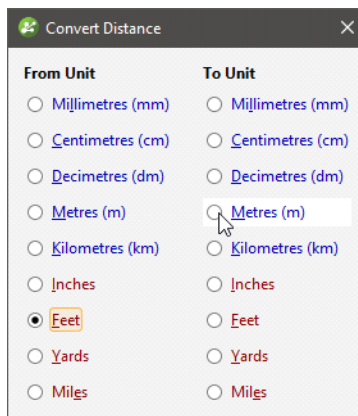 Convert Distance
From Unit To Unit
Millimetres (mm) Millimetres (mm)
Centimetres (cm) Centimetres (cm)
Decimetres (dm) Decimetres (dm)
Metres (m) Metres (m)
Kilometres (km) Kilometres (km)
Inches Inches
Feet Feet
Yards Yards
Miles Miles